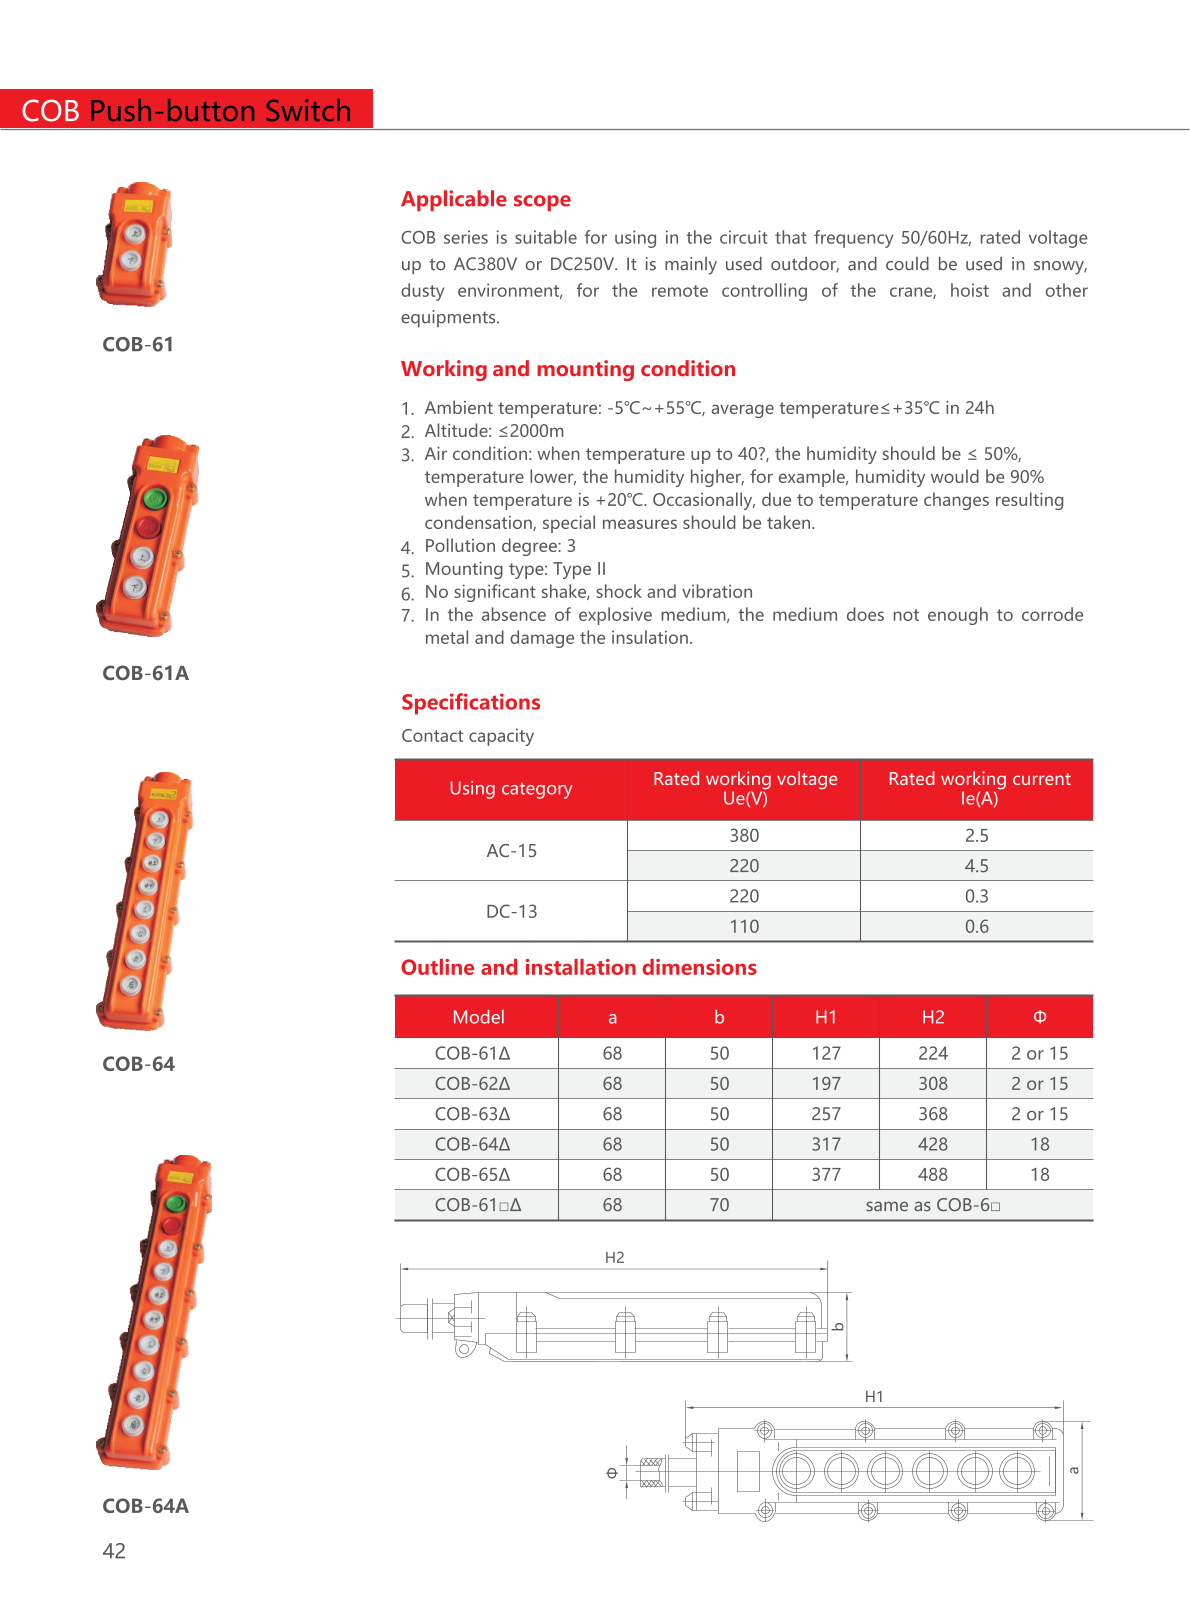 COB Push-button Switch
COB-61
COB-61A
COB-64
COB-64A
Applicable scope
COB series is suitable for using in the circuit that frequency 50/60Hz, rated voltage
up to AC380V or DC250V. It is mainly used outdoor, and could be used in snowy,
dusty environment, for the remote controlling of the crane, hoist and other
equipments.
Working and mounting condition
1. Ambient temperature: -5℃~+55℃, average temperature≤+35℃ in 24h
2. Altitude: ≤2000m
3. Air condition: when temperature up to 40?, the humidity should be ≤ 50%,
temperature lower, the humidity higher, for example, humidity would be 90%
when temperature is +20℃. Occasionally, due to temperature changes resulting
condensation, special measures should be taken.
4. Pollution degree: 3
5. Mounting type: Type II
6. No significant shake, shock and vibration
7. In the absence of explosive medium, the medium does not enough to corrode
metal and damage the insulation.
Specifications
Contact capacity
Using category Rated working voltage Ue(V) Rated working current Ie(A)
AC-15 380 2.5
220 4.5
DC-13 220 0.3
110 0.6
Outline and installation dimensions
Model a b H1 H2 Φ
COB-61Δ 68 50 127 224 2 or 15
COB-62Δ 68 50 197 308 2 or 15
COB-63Δ 68 50 257 368 2 or 15
COB-64Δ 68 50 317 428 18
COB-65Δ 68 50 377 488 18
COB-61□Δ 68 70 same as COB-6□
H2
b
H1
Φ
a
42